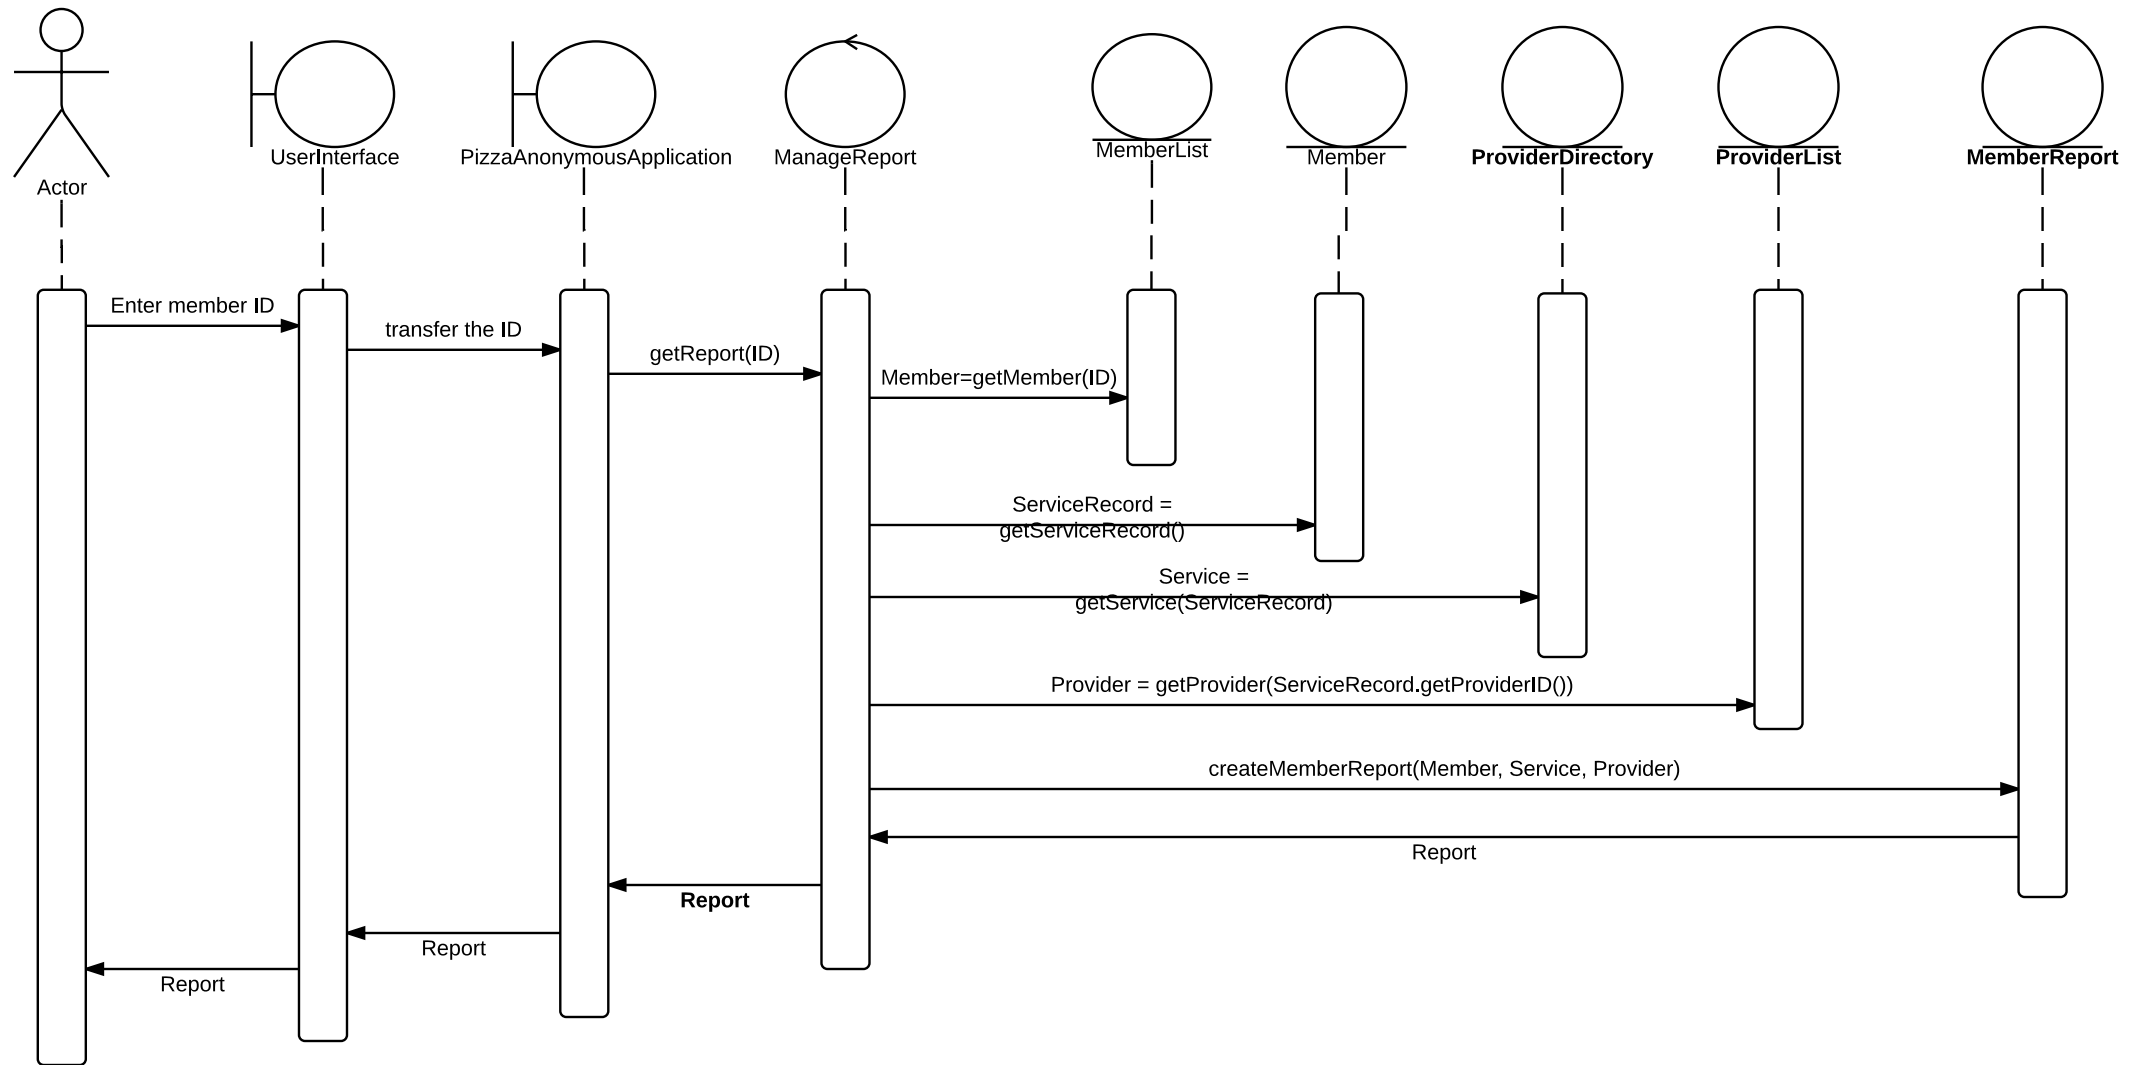 Actor
UserInterface
PizzaAnonymousApplication
ManageReport
MemberList
Member
ProviderDirectory
ProviderList
MemberReport
Enter member ID
transfer the ID
getReport(ID)
Member=getMember(ID)
ServiceRecord =
getServiceRecord()
Service =
getService(ServiceRecord)
Provider = getProvider(ServiceRecord.getProviderID())
createMemberReport(Member, Service, Provider)
Report
Report
Report
Report